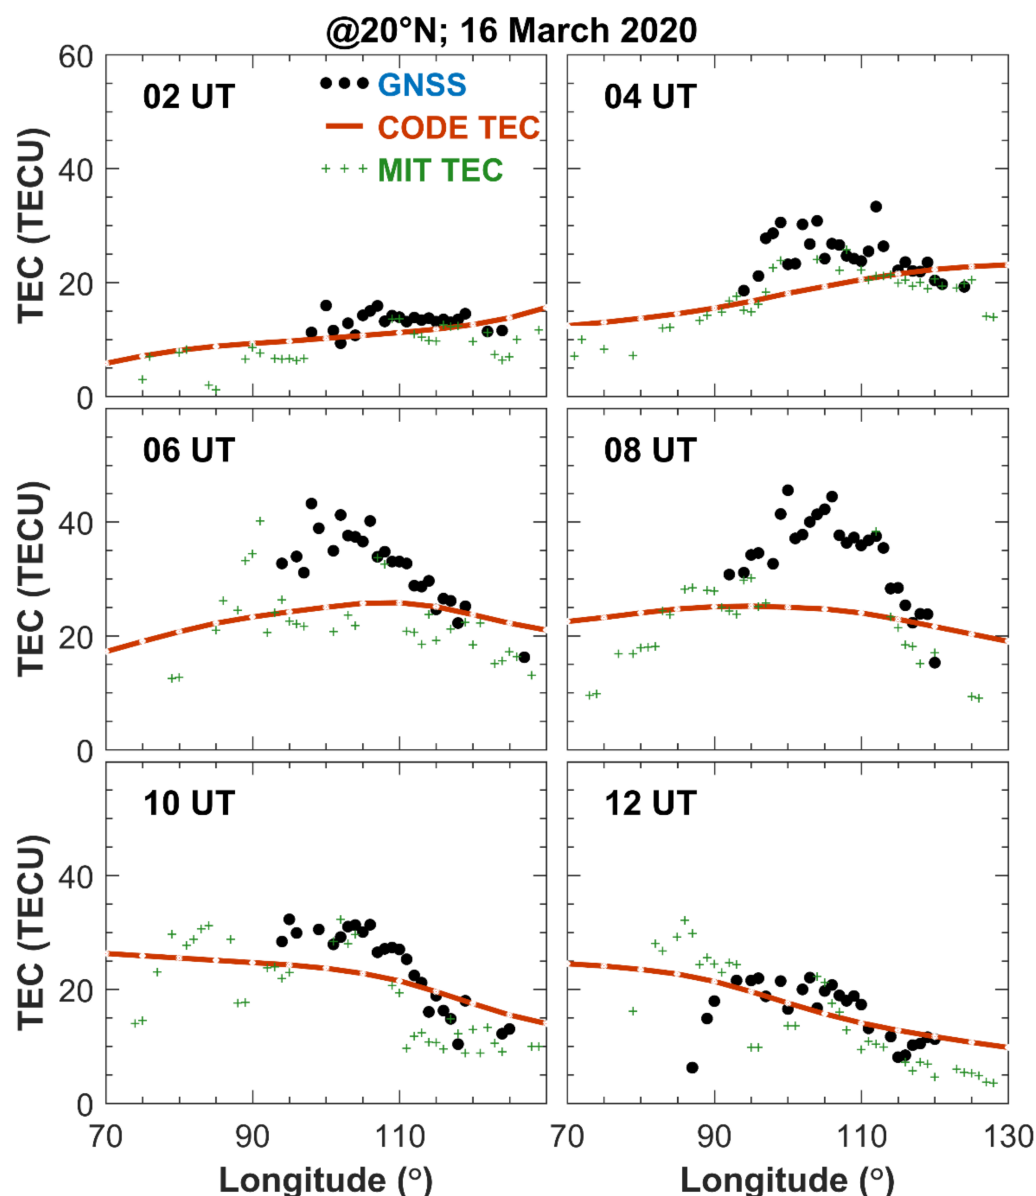 @20°N; 16 March 2020
60
02 UT
GNSS
CODE TEC
MIT TEC
04 UT
TEC (TECU)
40
20
0
06 UT
08 UT
TEC (TECU)
40
20
0
10 UT
12 UT
TEC (TECU)
40
20
0
70 90 110 70 90 110 130
Longitude (°) Longitude (°)